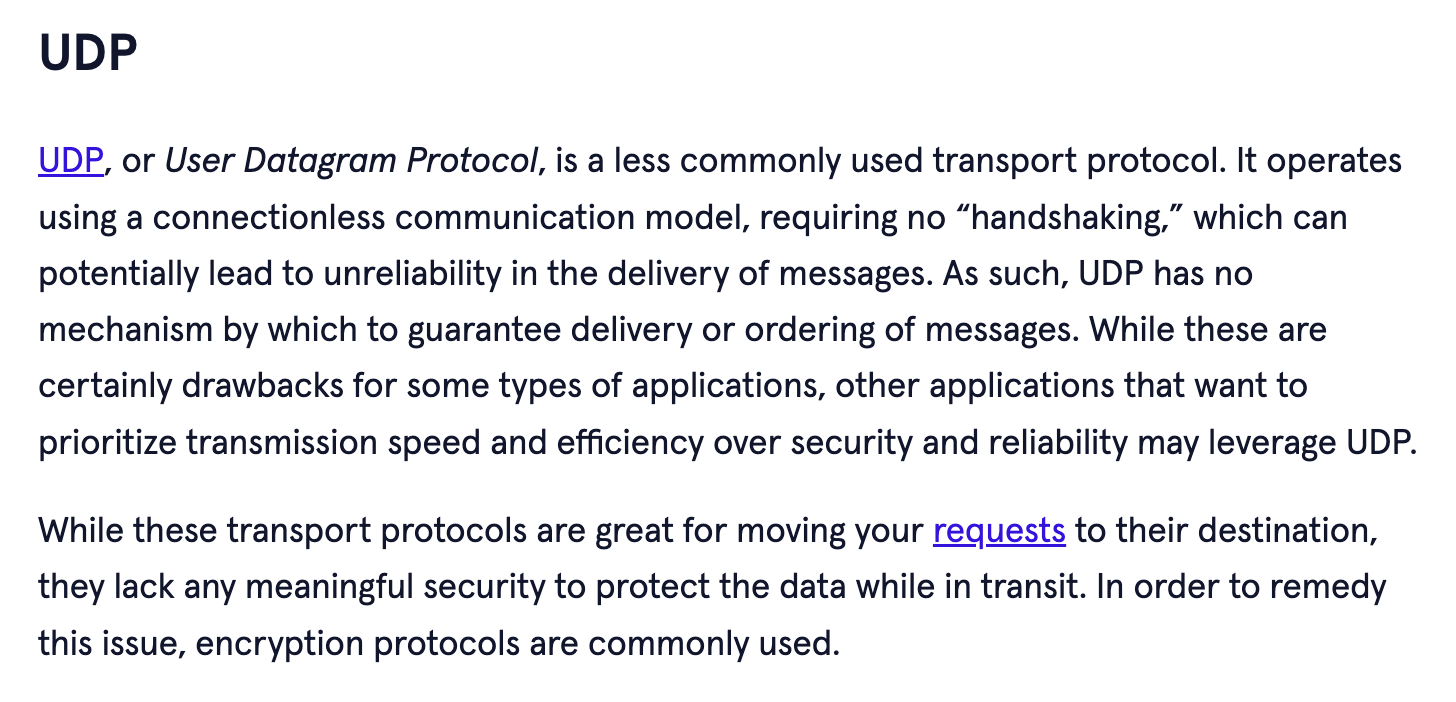 UDP
UDP, or User Datagram Protocol, is a less commonly used transport protocol. It operates
using a connectionless communication model, requiring no “handshaking,” which can
potentially lead to unreliability in the delivery of messages. As such, UDP has no
mechanism by which to guarantee delivery or ordering of messages. While these are
certainly drawbacks for some types of applications, other applications that want to
prioritize transmission speed and efficiency over security and reliability may leverage UDP.
While these transport protocols are great for moving your requests to their destination,
they lack any meaningful security to protect the data while in transit. In order to remedy
this issue, encryption protocols are commonly used.